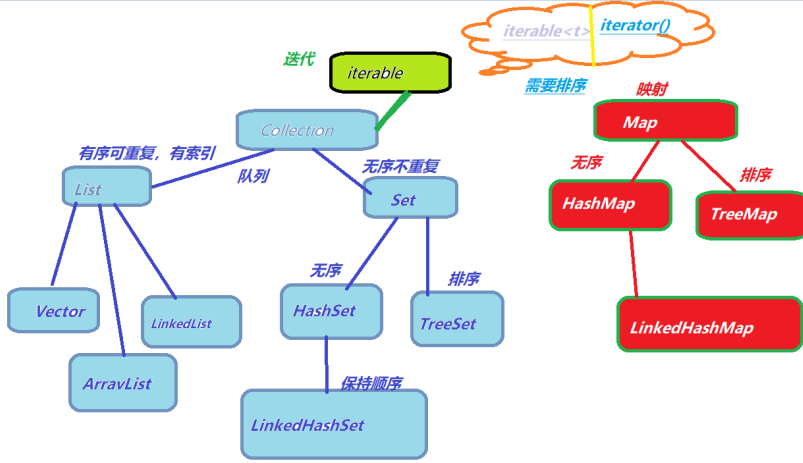 iterable<t> iterator()
迭代
iterable
需要排序
映射
Collection
Map
有序可重复，有索引
队列
无序不重复
无序
排序
List
Set
HashMap
TreeMap
无序
排序
Vector
LinkedList
HashSet
TreeSet
LinkedHashMap
ArravList
保持顺序
LinkedHashSet